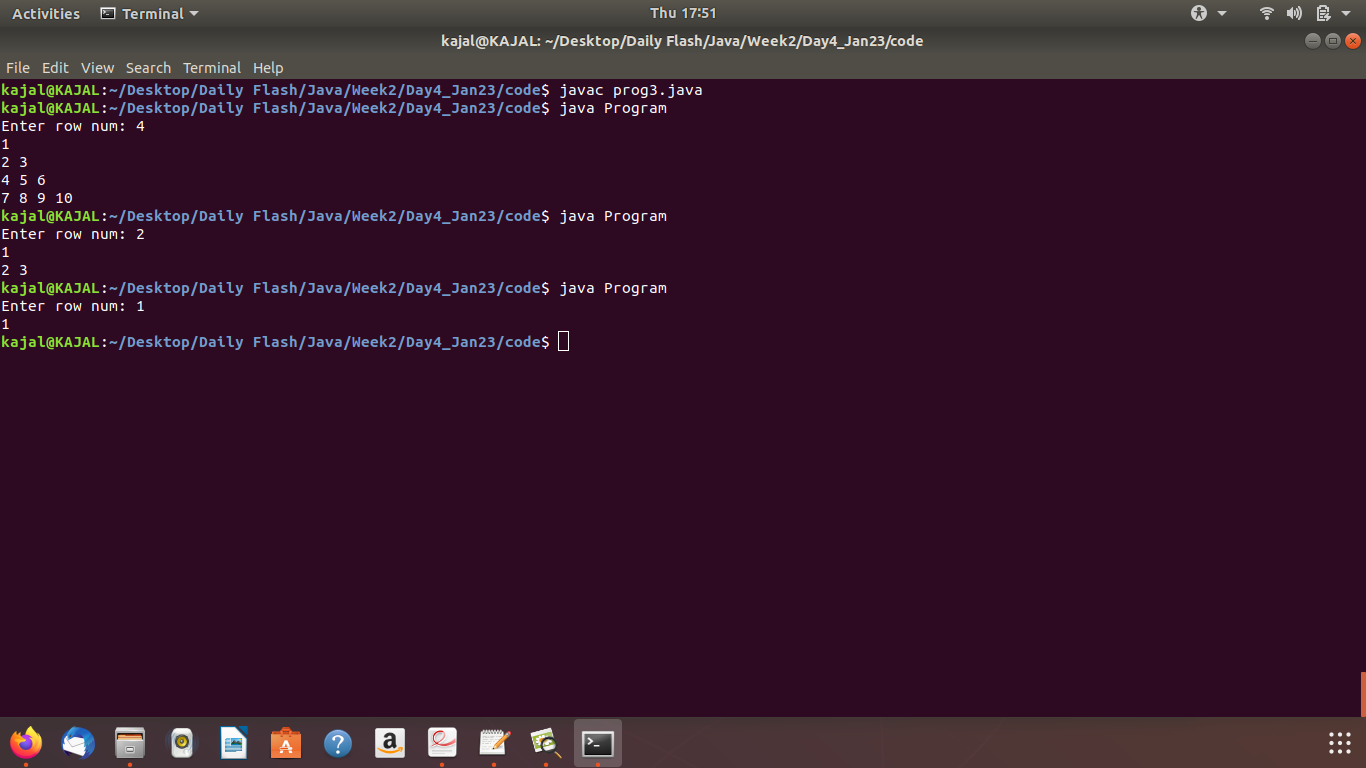 Activities Terminal Thu 17:51
kajal@KAJAL: ~/Desktop/Daily Flash/Java/Week2/Day4_Jan23/code
File Edit View Search Terminal Help
kajal@KAJAL:~/Desktop/Daily Flash/Java/Week2/Day4_Jan23/code$ javac prog3.java
kajal@KAJAL:~/Desktop/Daily Flash/Java/Week2/Day4_Jan23/code$ java Program
Enter row num: 4
1
2 3
4 5 6
7 8 9 10
kajal@KAJAL:~/Desktop/Daily Flash/Java/Week2/Day4_Jan23/code$ java Program
Enter row num: 2
1
2 3
kajal@KAJAL:~/Desktop/Daily Flash/Java/Week2/Day4_Jan23/code$ java Program
Enter row num: 1
1
kajal@KAJAL:~/Desktop/Daily Flash/Java/Week2/Day4_Jan23/code$